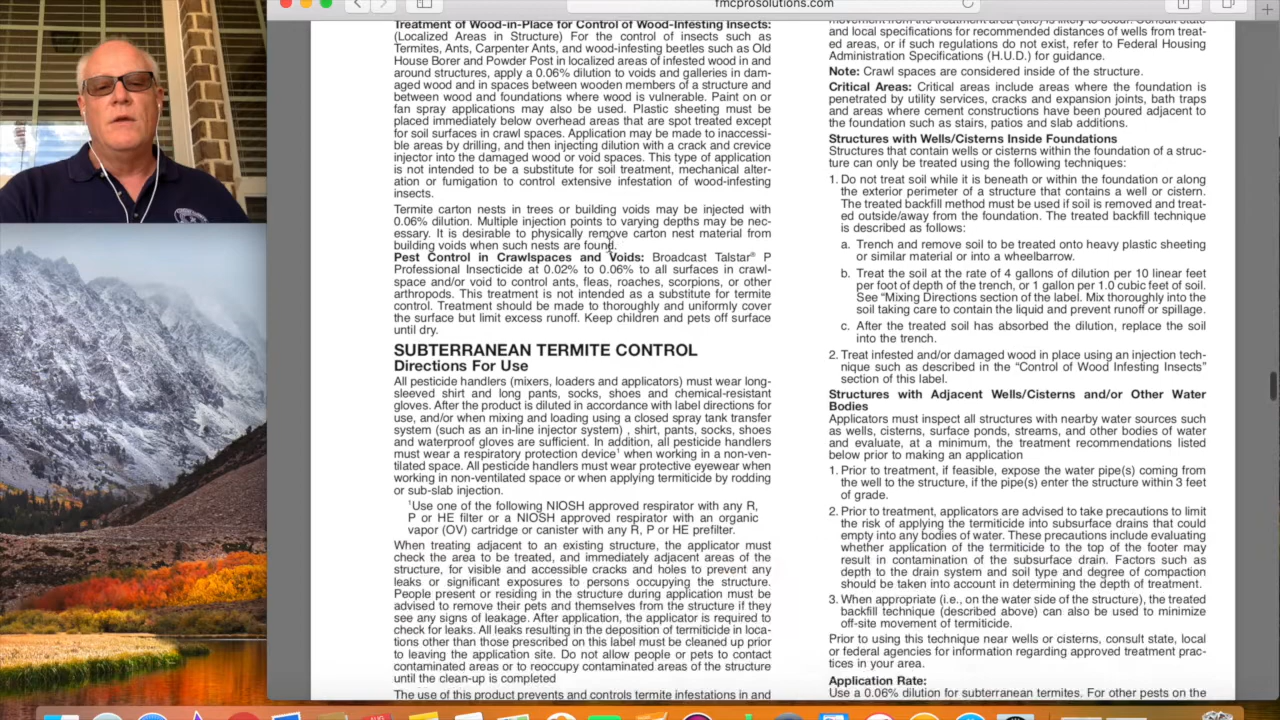 fmcprosolutions.com
Treatment of Wood-in-Place for Control of Wood-Infesting Insects:
(Localized Areas in Structure) For the control of insects such as
Termites, Ants, Carpenter Ants, and wood-infesting beetles such as Old
House Borer and Powder Post in localized areas of infested wood in and
around structures, apply a 0.06% dilution to voids and galleries in dam-
aged wood and in spaces between wooden members of a structure and
between wood and foundations where wood is vulnerable. Paint on or
fan spray applications may also be used. Plastic sheeting must be
placed immediately below overhead areas that are spot treated except
for soil surfaces in crawl spaces. Application may be made to inaccessi-
ble areas by drilling, and then injecting dilution with a crack and crevice
injector into the damaged wood or void spaces. This type of application
is not intended to be a substitute for soil treatment, mechanical alter-
ation or fumigation to control extensive infestation of wood-infesting
insects.
Termite carton nests in trees or building voids may be injected with
0.06% dilution. Multiple injection points to varying depths may be nec-
essary. It is desirable to physically remove carton nest material from
building voids when such nests are found.
Pest Control in Crawlspaces and Voids: Broadcast Talstar® P
Professional Insecticide at 0.02% to 0.06% to all surfaces in crawl-
space and/or void to control ants, fleas, roaches, scorpions, or other
arthropods. This treatment is not intended as a substitute for termite
control. Treatment should be made to thoroughly and uniformly cover
the surface but limit excess runoff. Keep children and pets off surface
until dry.
SUBTERRANEAN TERMITE CONTROL
Directions For Use
All pesticide handlers (mixers, loaders and applicators) must wear long-
sleeved shirt and long pants, socks, shoes and chemical-resistant
gloves. After the product is diluted in accordance with label directions for
use, and/or when mixing and loading using a closed spray tank transfer
system (such as an in-line injector system) , shirt, pants, socks, shoes
and waterproof gloves are sufficient. In addition, all pesticide handlers
must wear a respiratory protection device¹ when working in a non-ven-
tilated space. All pesticide handlers must wear protective eyewear when
working in non-ventilated space or when applying termiticide by rodding
or sub-slab injection.
¹Use one of the following NIOSH approved respirator with any R,
P or HE filter or a NIOSH approved respirator with an organic
vapor (OV) cartridge or canister with any R, P or HE prefilter.
When treating adjacent to an existing structure, the applicator must
check the area to be treated, and immediately adjacent areas of the
structure, for visible and accessible cracks and holes to prevent any
leaks or significant exposures to persons occupying the structure.
People present or residing in the structure during application must be
advised to remove their pets and themselves from the structure if they
see any signs of leakage. After application, the applicator is required to
check for leaks. All leaks resulting in the deposition of termiticide in loca-
tions other than those prescribed on this label must be cleaned up prior
to leaving the application site. Do not allow people or pets to contact
contaminated areas or to reoccupy contaminated areas of the structure
until the clean-up is completed
The use of this product prevents and controls termite infestations in and
movement from the treatment area (site) is likely to occur. Consult state
and local specifications for recommended distances of wells from treat-
ed areas, or if such regulations do not exist, refer to Federal Housing
Administration Specifications (H.U.D.) for guidance.
Note: Crawl spaces are considered inside of the structure.
Critical Areas: Critical areas include areas where the foundation is
penetrated by utility services, cracks and expansion joints, bath traps
and areas where cement constructions have been poured adjacent to
the foundation such as stairs, patios and slab additions.
Structures with Wells/Cisterns Inside Foundations
Structures that contain wells or cisterns within the foundation of a struc-
ture can only be treated using the following techniques:
1. Do not treat soil while it is beneath or within the foundation or along
the exterior perimeter of a structure that contains a well or cistern.
The treated backfill method must be used if soil is removed and treat-
ed outside/away from the foundation. The treated backfill technique
is described as follows:
a. Trench and remove soil to be treated onto heavy plastic sheeting
or similar material or into a wheelbarrow.
b. Treat the soil at the rate of 4 gallons of dilution per 10 linear feet
per foot of depth of the trench, or 1 gallon per 1.0 cubic feet of soil.
See “Mixing Directions section of the label. Mix thoroughly into the
soil taking care to contain the liquid and prevent runoff or spillage.
c. After the treated soil has absorbed the dilution, replace the soil
into the trench.
2. Treat infested and/or damaged wood in place using an injection tech-
nique such as described in the “Control of Wood Infesting Insects”
section of this label.
Structures with Adjacent Wells/Cisterns and/or Other Water
Bodies
Applicators must inspect all structures with nearby water sources such
as wells, cisterns, surface ponds, streams, and other bodies of water
and evaluate, at a minimum, the treatment recommendations listed
below prior to making an application
1. Prior to treatment, if feasible, expose the water pipe(s) coming from
the well to the structure, if the pipe(s) enter the structure within 3 feet
of grade.
2. Prior to treatment, applicators are advised to take precautions to limit
the risk of applying the termiticide into subsurface drains that could
empty into any bodies of water. These precautions include evaluating
whether application of the termiticide to the top of the footer may
result in contamination of the subsurface drain. Factors such as
depth to the drain system and soil type and degree of compaction
should be taken into account in determining the depth of treatment.
3. When appropriate (i.e., on the water side of the structure), the treated
backfill technique (described above) can also be used to minimize
off-site movement of termiticide.
Prior to using this technique near wells or cisterns, consult state, local
or federal agencies for information regarding approved treatment prac-
tices in your area.
Application Rate:
Use a 0.06% dilution for subterranean termites. For other pests on the